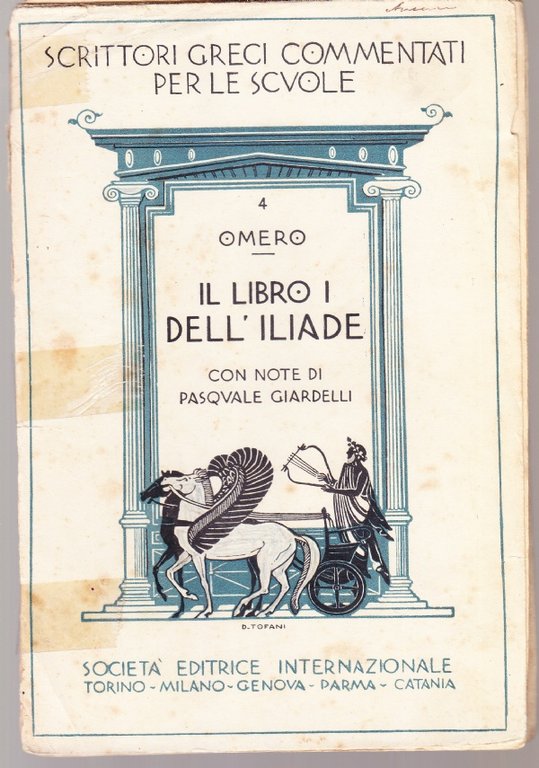 SCRITTORI GRECI COMMENTATI
PER LE SCVOLE
4
OMERO
IL LIBRO I
DELL'ILIADE
CON NOTE DI
PASQVALE GIARDELLI
D. TOFANI
SOCIETÀ EDITRICE INTERNAZIONALE
TORINO - MILANO - GENOVA - PARMA - CATANIA